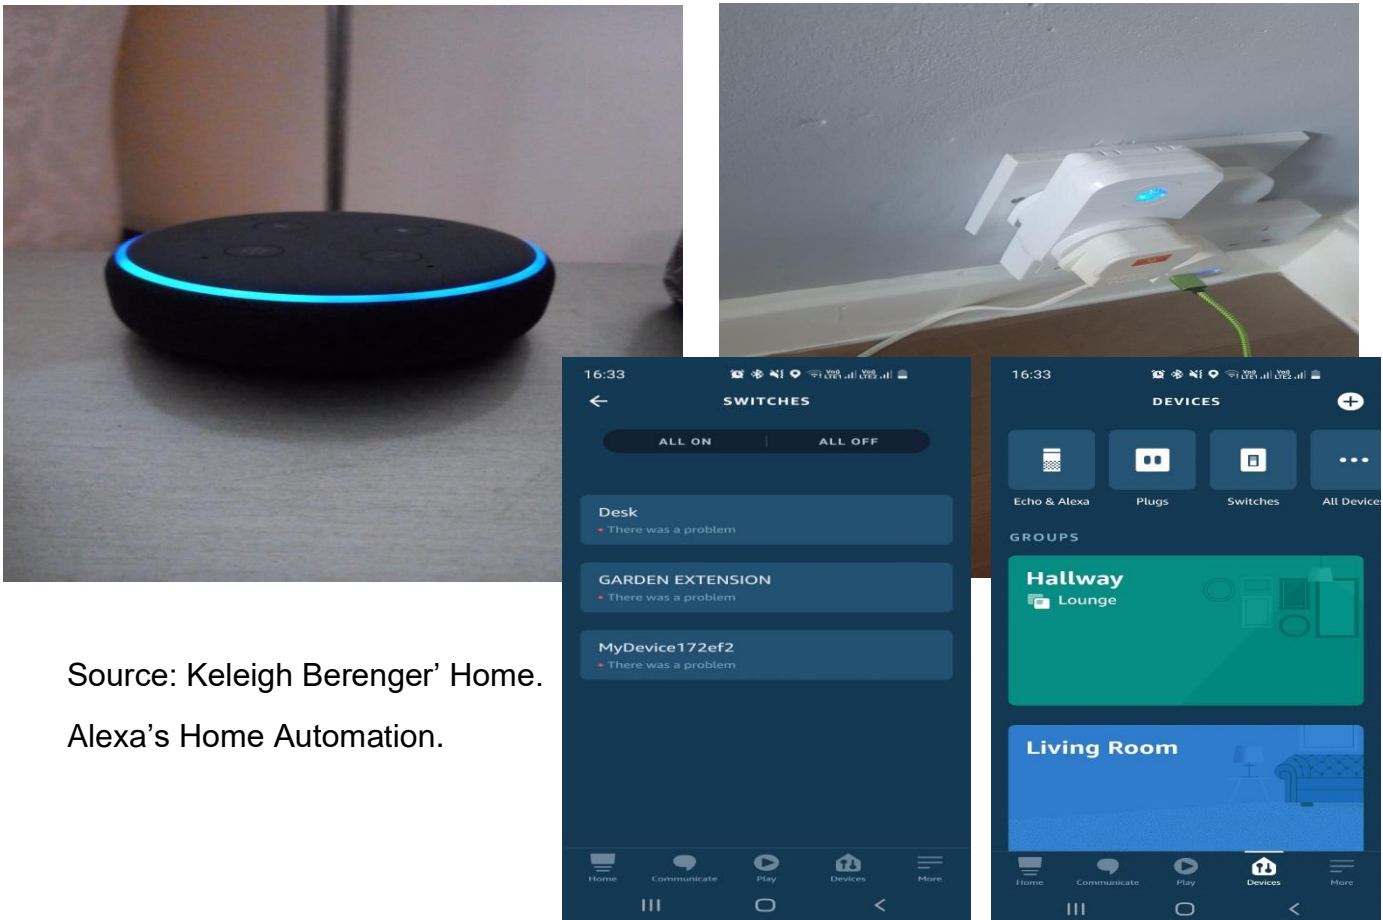 16:33
SWITCHES
ALL ON
ALL OFF
Desk
There was a problem
GARDEN EXTENSION
There was a problem
MyDevice172ef2
There was a problem
Home
Communicate
Play
Devices
More
16:33
DEVICES
Echo & Alexa
Plugs
Switches
All Device
GROUPS
Hallway
Lounge
Living Room
Home
Communicate
Play
Devices
More
Source: Keleigh Berenger’ Home.
Alexa’s Home Automation.